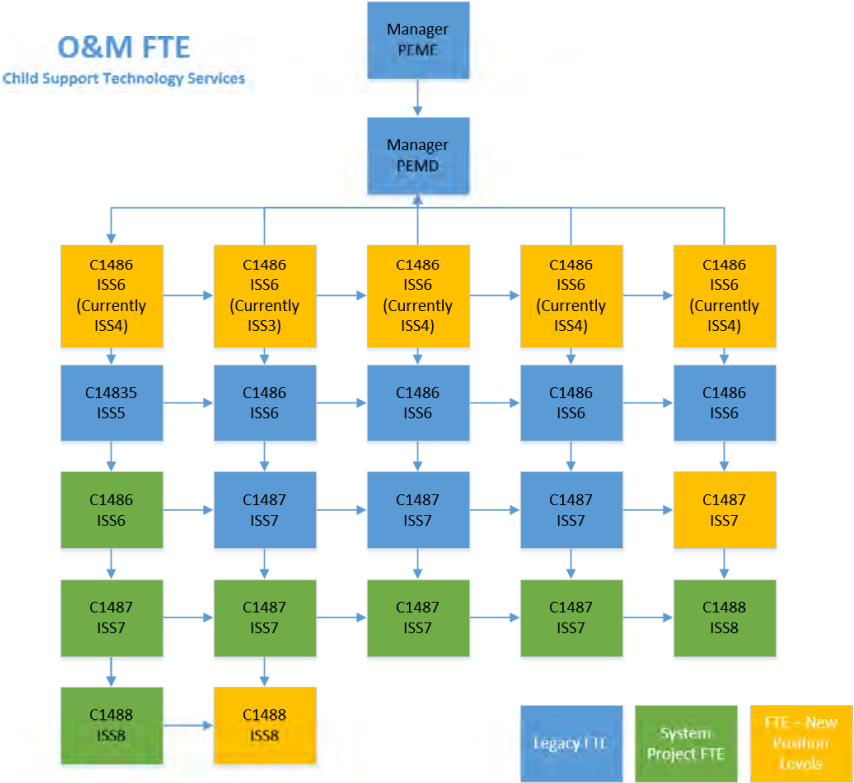 O&M FTE
Child Support Technology Services
Manager
PEME
Manager
PEMD
C1486
ISS6
(Currently
ISS4)
C1486
ISS6
(Currently
ISS3)
C1486
ISS6
(Currently
ISS4)
C1486
ISS6
(Currently
ISS4)
C1486
ISS6
(Currently
ISS4)
C14835
ISS5
C1486
ISS6
C1486
ISS6
C1486
ISS6
C1486
ISS6
C1486
ISS6
C1487
ISS7
C1487
ISS7
C1487
ISS7
C1487
ISS7
C1487
ISS7
C1487
ISS7
C1487
ISS7
C1487
ISS7
C1488
ISS8
C1488
ISS8
C1488
ISS8
Legacy FTE
System
Project FTE
FTE – New
Position
Levels